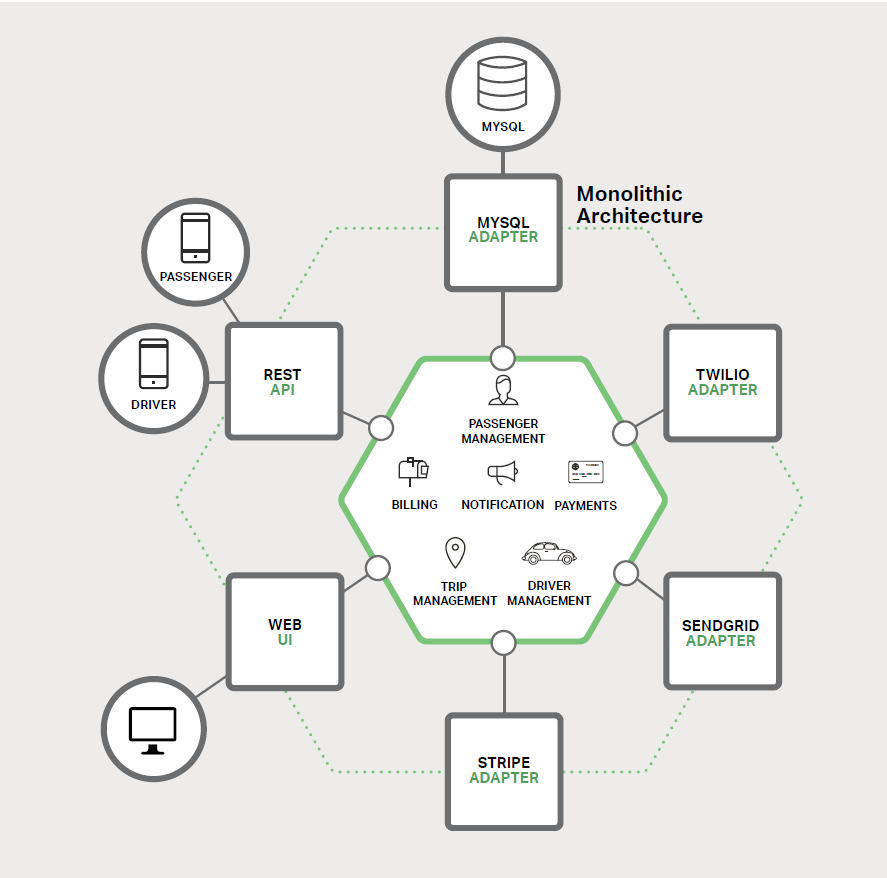 MYSQL
Monolithic
Architecture
MYSQL
ADAPTER
PASSENGER
DRIVER
REST
API
TWILIO
ADAPTER
PASSENGER
MANAGEMENT
BILLING
NOTIFICATION
PAYMENTS
TRIP
MANAGEMENT
DRIVER
MANAGEMENT
WEB
UI
SENDGRID
ADAPTER
STRIPE
ADAPTER